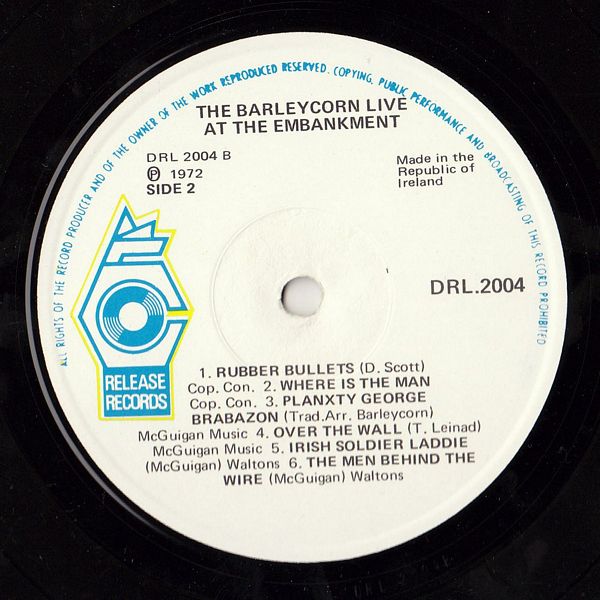 ALL RIGHTS OF THE RECORD PRODUCER AND OF THE OWNER OF THE WORK REPRODUCED RESERVED. COPYING, PUBLIC PERFORMANCE AND BROADCASTING OF THIS RECORD PROHIBITED
THE BARLEYCORN LIVE
AT THE EMBANKMENT
DRL 2004 B
Ⓟ 1972
SIDE 2
Made in the
Republic of
Ireland
DRL.2004
RELEASE
RECORDS
1. RUBBER BULLETS (D. Scott)
Cop. Con. 2. WHERE IS THE MAN
Cop. Con. 3. PLANXTY GEORGE
BRABAZON (Trad.Arr. Barleycorn)
McGuigan Music 4. OVER THE WALL (T. Leinad)
McGuigan Music 5. IRISH SOLDIER LADDIE
(McGuigan) Waltons 6. THE MEN BEHIND THE
WIRE (McGuigan) Waltons